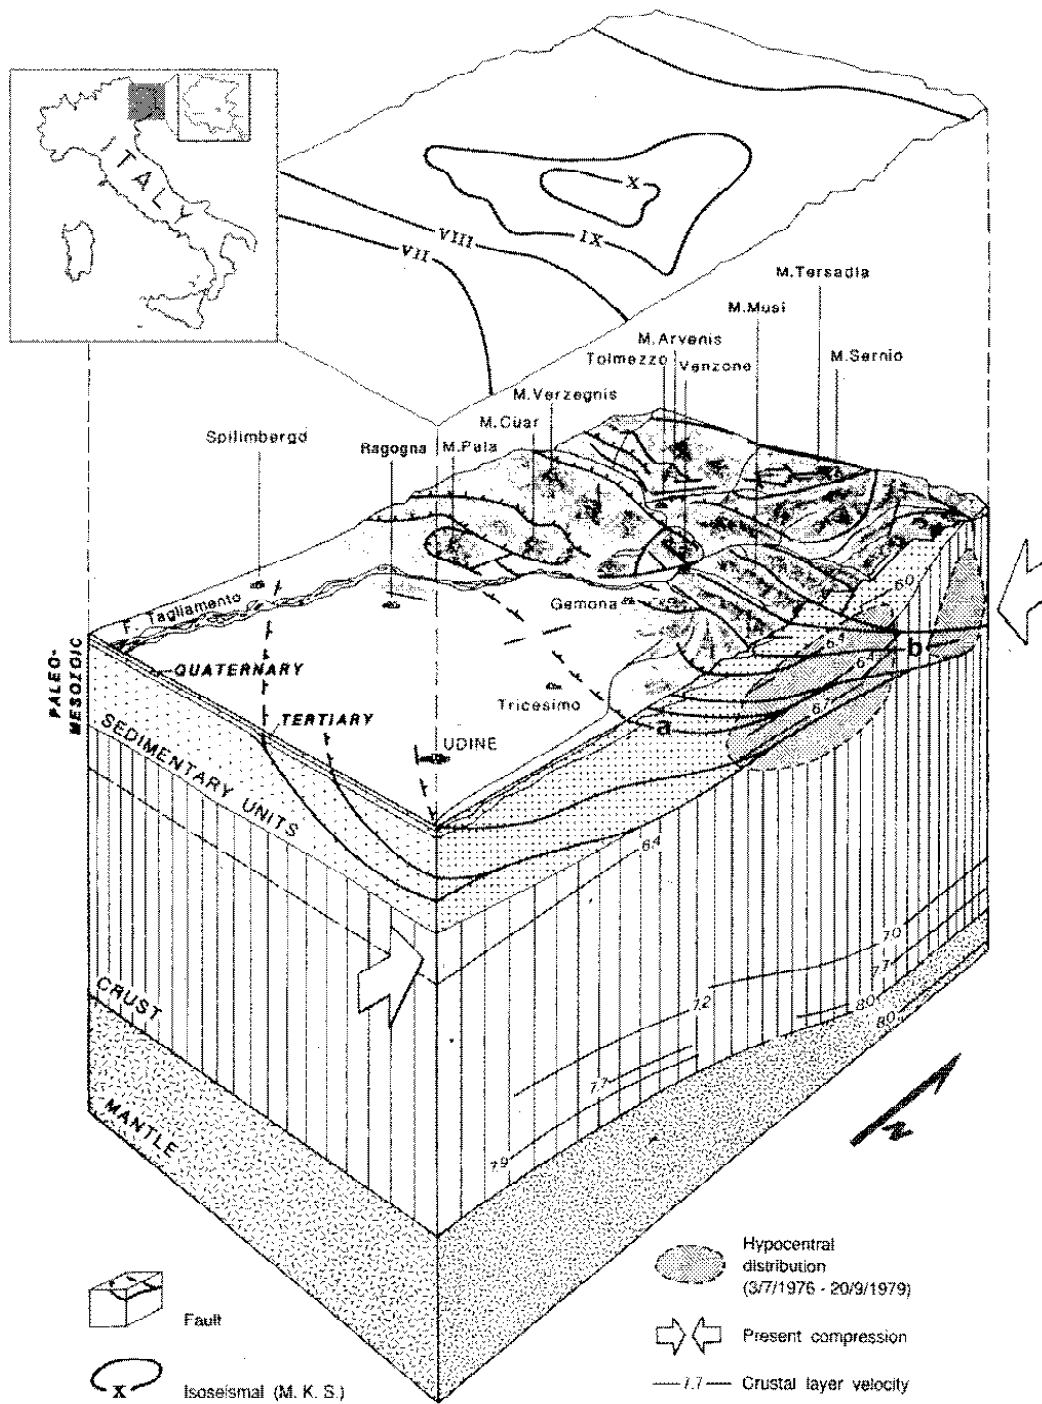 ITALY
X
IX
VIII
VII
M.Tersadia
M.Musi
M.Arvenis
Tolmezzo
Venzone
M.Sernio
M.Verzegnis
M.Cuar
Spilimbergo
Ragogna
M.Pala
6.0
F. Tagliamento
Gemona
PALEO-
MESOIC
QUATERNARY
6.4
b
6.4
Tricesimo
6.7
TERTIARY
a
UDINE
SEDIMENTARY UNITS
6.4
7.0
7.7
CRUST
7.2
8.0
8.0
7.7
MANTLE
N
7.9
Hypocentral
distribution
(3/7/1976 - 20/9/1979)
Fault
Present compression
X
Isoseismal (M. K. S.)
7.7
Crustal layer velocity